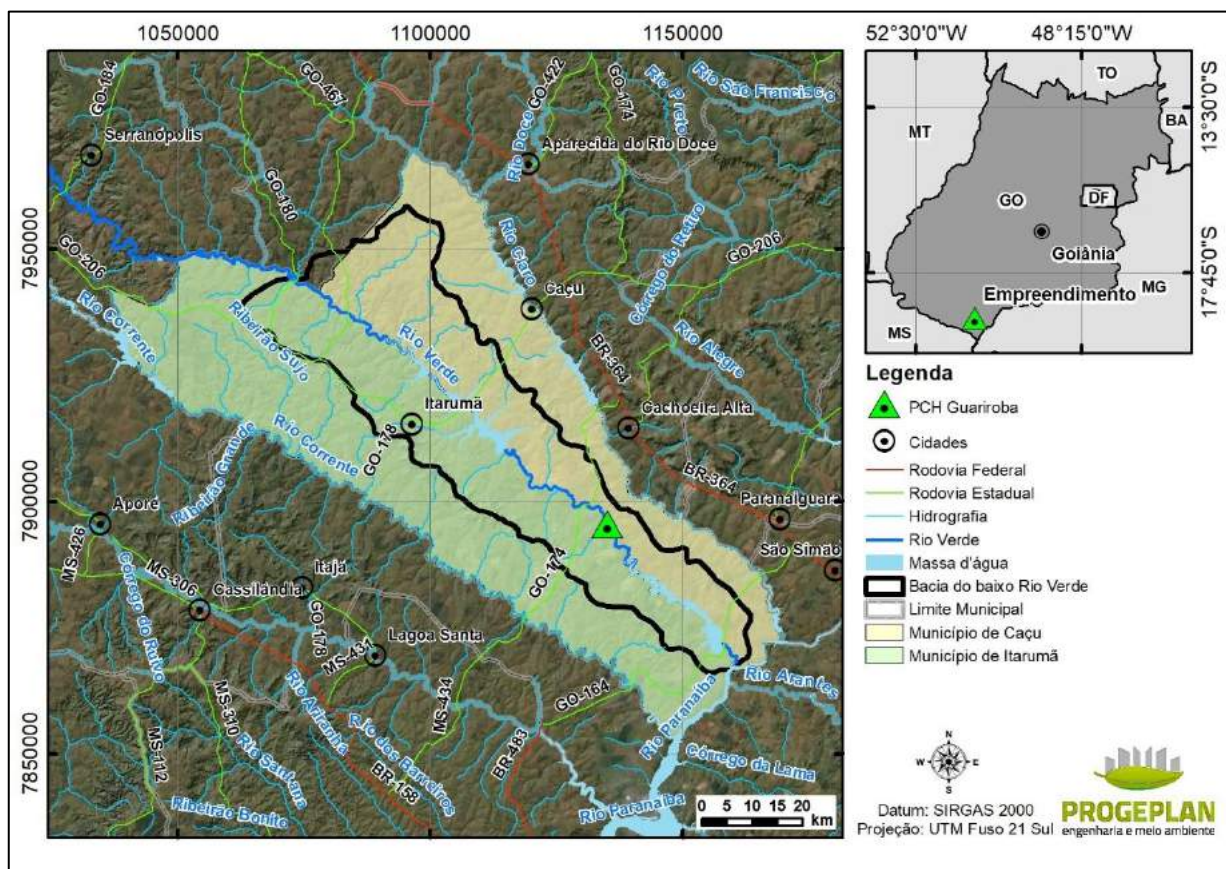 10500000
11000000
11500000
GO-184
GO-467
GO-422
GO-174
Rio Preto
Rio São Francisco
Serranópolis
Rio Doce
Aparecida do Rio Doce
GO-180
7950000
GO-206
Rio Claro
Córrego do Retiro
GO-206
Rio Corrente
Ribeirão Sujo
Caçu
Rio Verde
BR-364
Rio Alegre
Itarumã
Cachoeira Alta
GO-178
Rio Corrente
Ribeirão Grande
BR-364
7900000
Aporé
Paranaiguara
São Simão
MS-426
GO-174
Itajá
MS-306
Cassilândia
Córrego do Ruivo
GO-178
Lagoa Santa
MS-431
Rio Arantes
GO-164
MS-434
Rio Paranaíba
MS-310
Rio Ariranha
Rio dos Barreiros
7850000
MS-112
Rio Santana
BR-483
Córrego da Lama
BR-158
Ribeirão Bonito
Rio Paranaíba
0 5 10 15 20
km
52°30'0"W
48°15'0"W
TO
13°30'0"S
MT
BA
DF
GO
Goiânia
17°45'0"S
MG
Empreendimento
MS
Legenda
PCH Guariroba
Cidades
Rodovia Federal
Rodovia Estadual
Hidrografia
Rio Verde
Massa d'água
Bacia do baixo Rio Verde
Limite Municipal
Município de Caçu
Município de Itarumã
N
W E
S
Datum: SIRGAS 2000
Projeção: UTM Fuso 21 Sul
PROGEPLAN
engenharia e meio ambiente